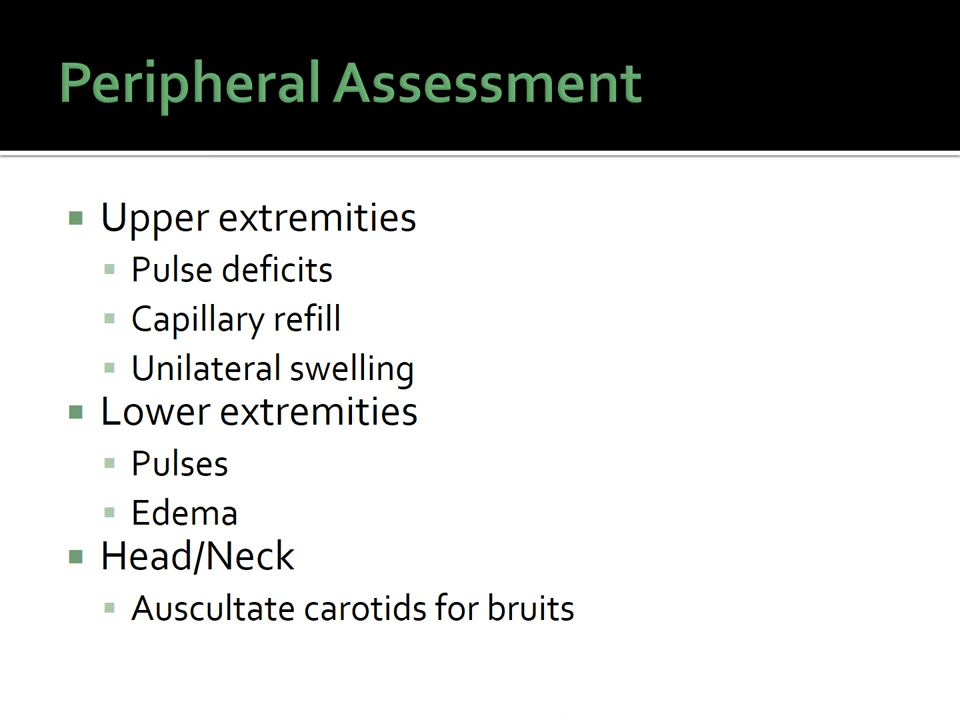 Peripheral Assessment
Upper extremities
Pulse deficits
Capillary refill
Unilateral swelling
Lower extremities
Pulses
Edema
Head/Neck
Auscultate carotids for bruits